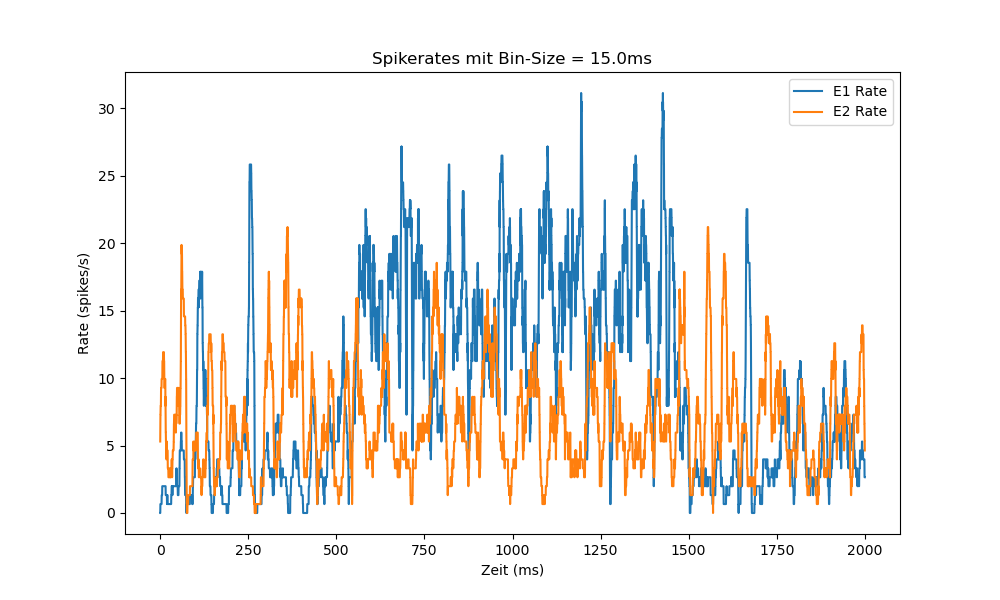 Spikerates mit Bin-Size = 15.0ms
E1 Rate
E2 Rate
Rate (spikes/s)
30
25
20
15
10
5
0
0 250 500 750 1000 1250 1500 1750 2000
Zeit (ms)